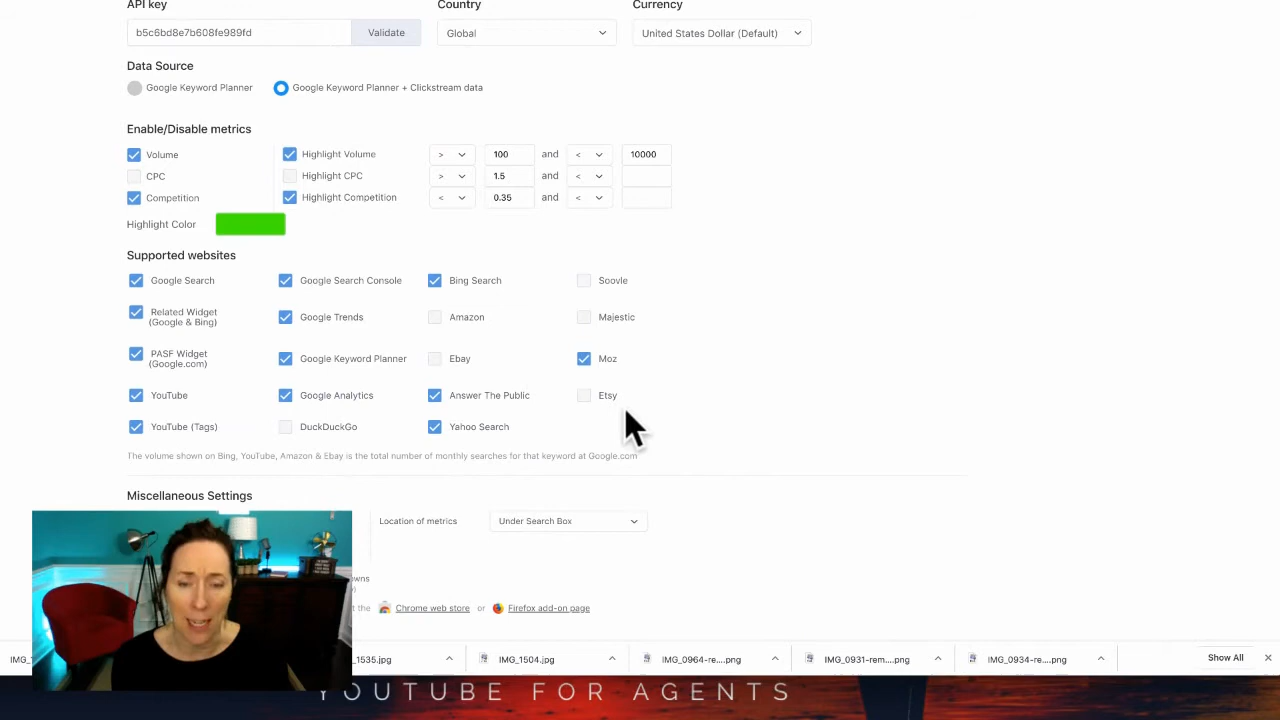 API key Country Currency
b5c6bd8e7b608fe989fd Validate Global United States Dollar (Default)
Data Source
Google Keyword Planner Google Keyword Planner + Clickstream data
Enable/Disable metrics
Volume Highlight Volume > 100 and < 10000
CPC Highlight CPC > 1.5 and <
Competition Highlight Competition < 0.35 and <
Highlight Color
Supported websites
Google Search Google Search Console Bing Search Soovle
Related Widget
(Google & Bing) Google Trends Amazon Majestic
PASF Widget
(Google.com) Google Keyword Planner Ebay Moz
YouTube Google Analytics Answer The Public Etsy
YouTube (Tags) DuckDuckGo Yahoo Search
The volume shown on Bing, YouTube, Amazon & Ebay is the total number of monthly searches for that keyword at Google.com
Miscellaneous Settings
Location of metrics Under Search Box
owns
the Chrome web store or Firefox add-on page
IMG_ _1535.jpg IMG_1504.jpg IMG_0964-re....png IMG_0931-rem....png IMG_0934-re....png Show All
YOUTUBE FOR AGENTS